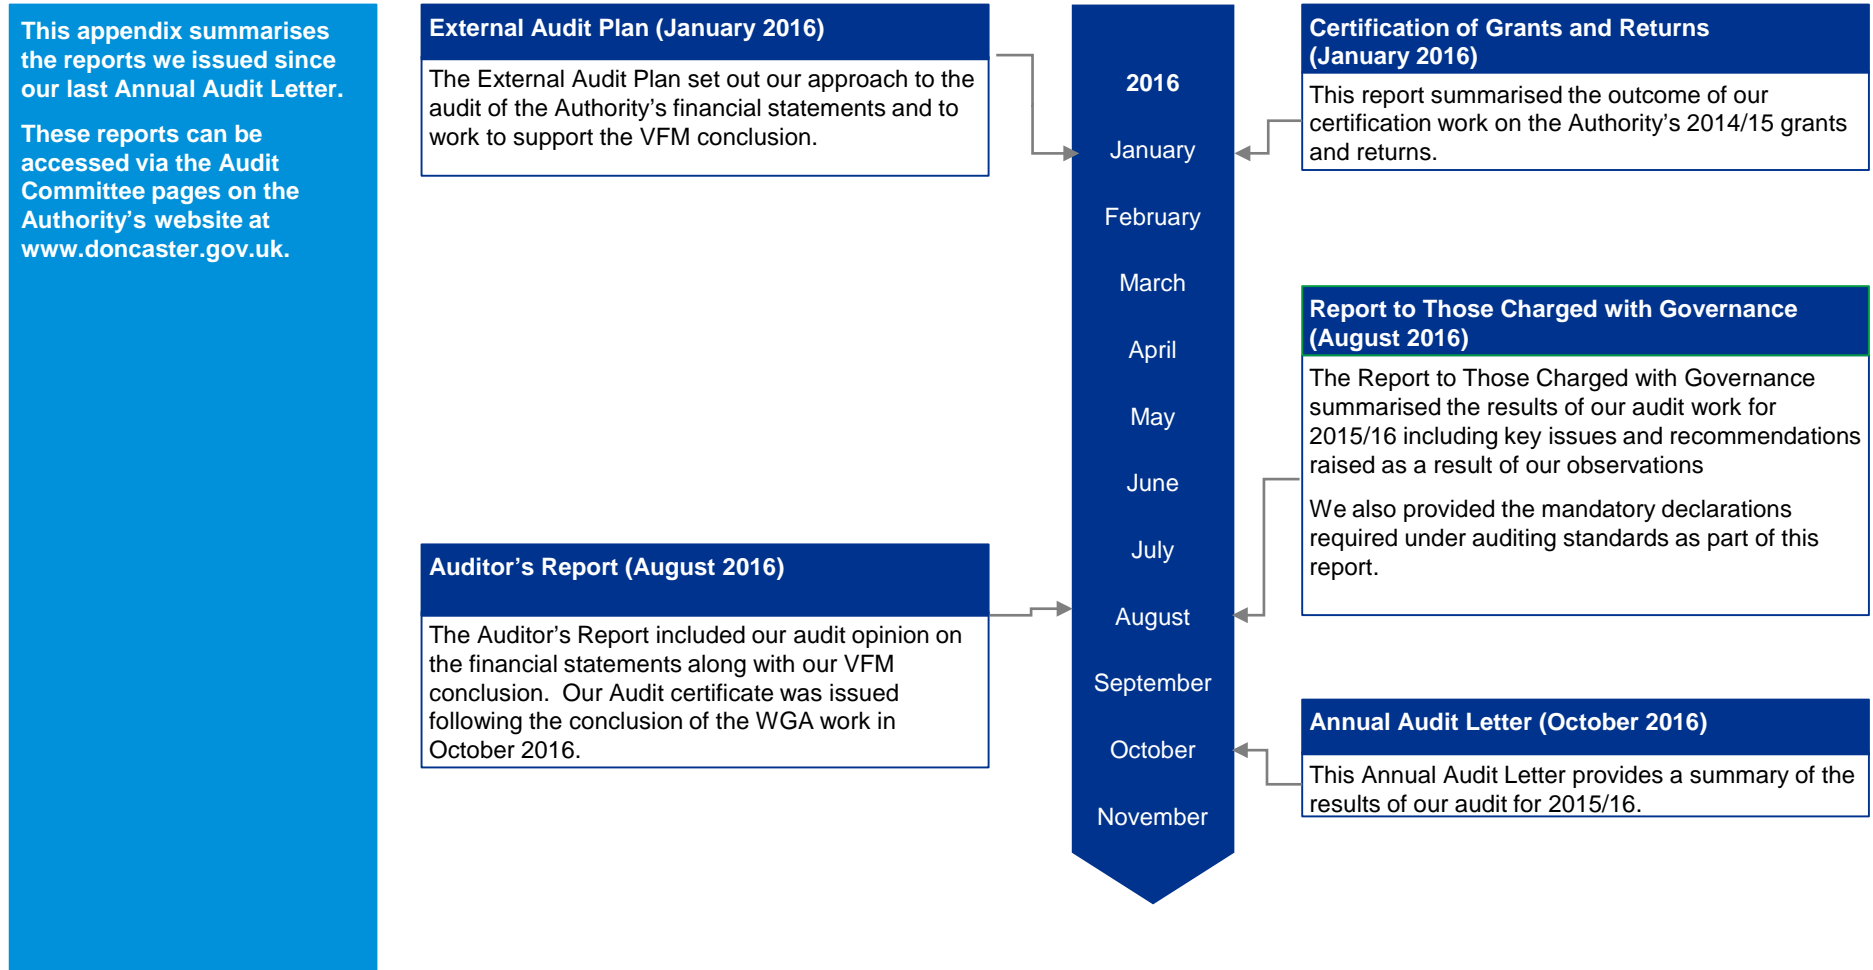 This appendix summarises
the reports we issued since
our last Annual Audit Letter.
These reports can be
accessed via the Audit
Committee pages on the
Authority’s website at
www.doncaster.gov.uk.
External Audit Plan (January 2016)
The External Audit Plan set out our approach to the
audit of the Authority’s financial statements and to
work to support the VFM conclusion.
Auditor’s Report (August 2016)
The Auditor’s Report included our audit opinion on
the financial statements along with our VFM
conclusion.  Our Audit certificate was issued
following the conclusion of the WGA work in
October 2016.
2016
January
February
March
April
May
June
July
August
September
October
November
Certification of Grants and Returns
(January 2016)
This report summarised the outcome of our
certification work on the Authority’s 2014/15 grants
and returns.
Report to Those Charged with Governance
(August 2016)
The Report to Those Charged with Governance
summarised the results of our audit work for
2015/16 including key issues and recommendations
raised as a result of our observations
We also provided the mandatory declarations
required under auditing standards as part of this
report.
Annual Audit Letter (October 2016)
This Annual Audit Letter provides a summary of the
results of our audit for 2015/16.